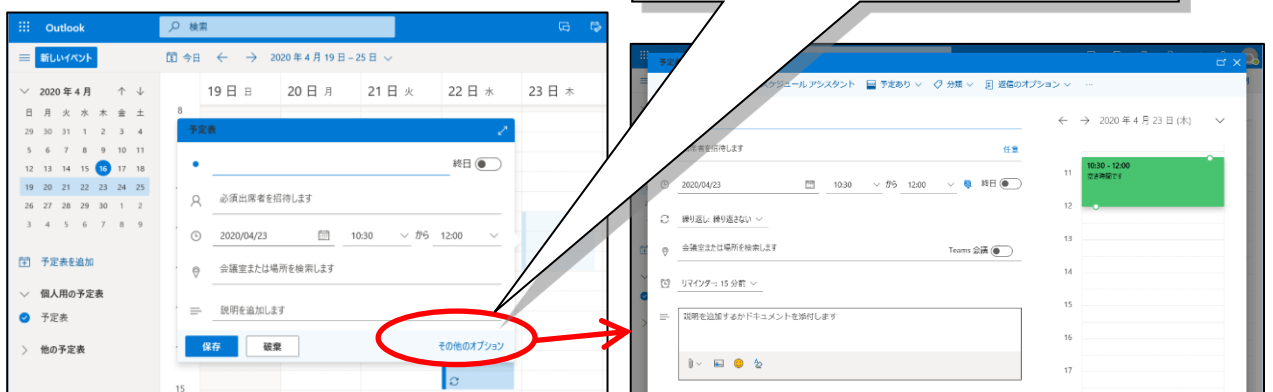 Outlook
検索
新しいイベント
今日 ← → 2020 年 4 月 19 日 – 25 日
2020 年 4 月 ↑ ↓
日 月 火 水 木 金 土
29 30 31 1 2 3 4
5 6 7 8 9 10 11
12 13 14 15 16 17 18
19 20 21 22 23 24 25
26 27 28 29 30 1 2
3 4 5 6 7 8 9
予定表を追加
個人用の予定表
予定表
他の予定表
19 日 日 20 日 月 21 日 火 22 日 水 23 日 木
8
15
予定表
終日
必須出席者を招待します
2020/04/23 10:30 から 12:00
会議室または場所を検索します
説明を追加します
保存 破棄 その他のオプション
スケジュール アシスタント 予定あり 分類 返信のオプション ...
を招待します 任意
2020/04/23 10:30 から 12:00 終日
繰り返し: 繰り返さない
会議室または場所を検索します Teams 会議
リマインダー: 15 分前
説明を追加するかドキュメントを添付します
← → 2020 年 4 月 23 日 (木)
10:30 - 12:00
空き時間です
11
12
13
14
15
16
17